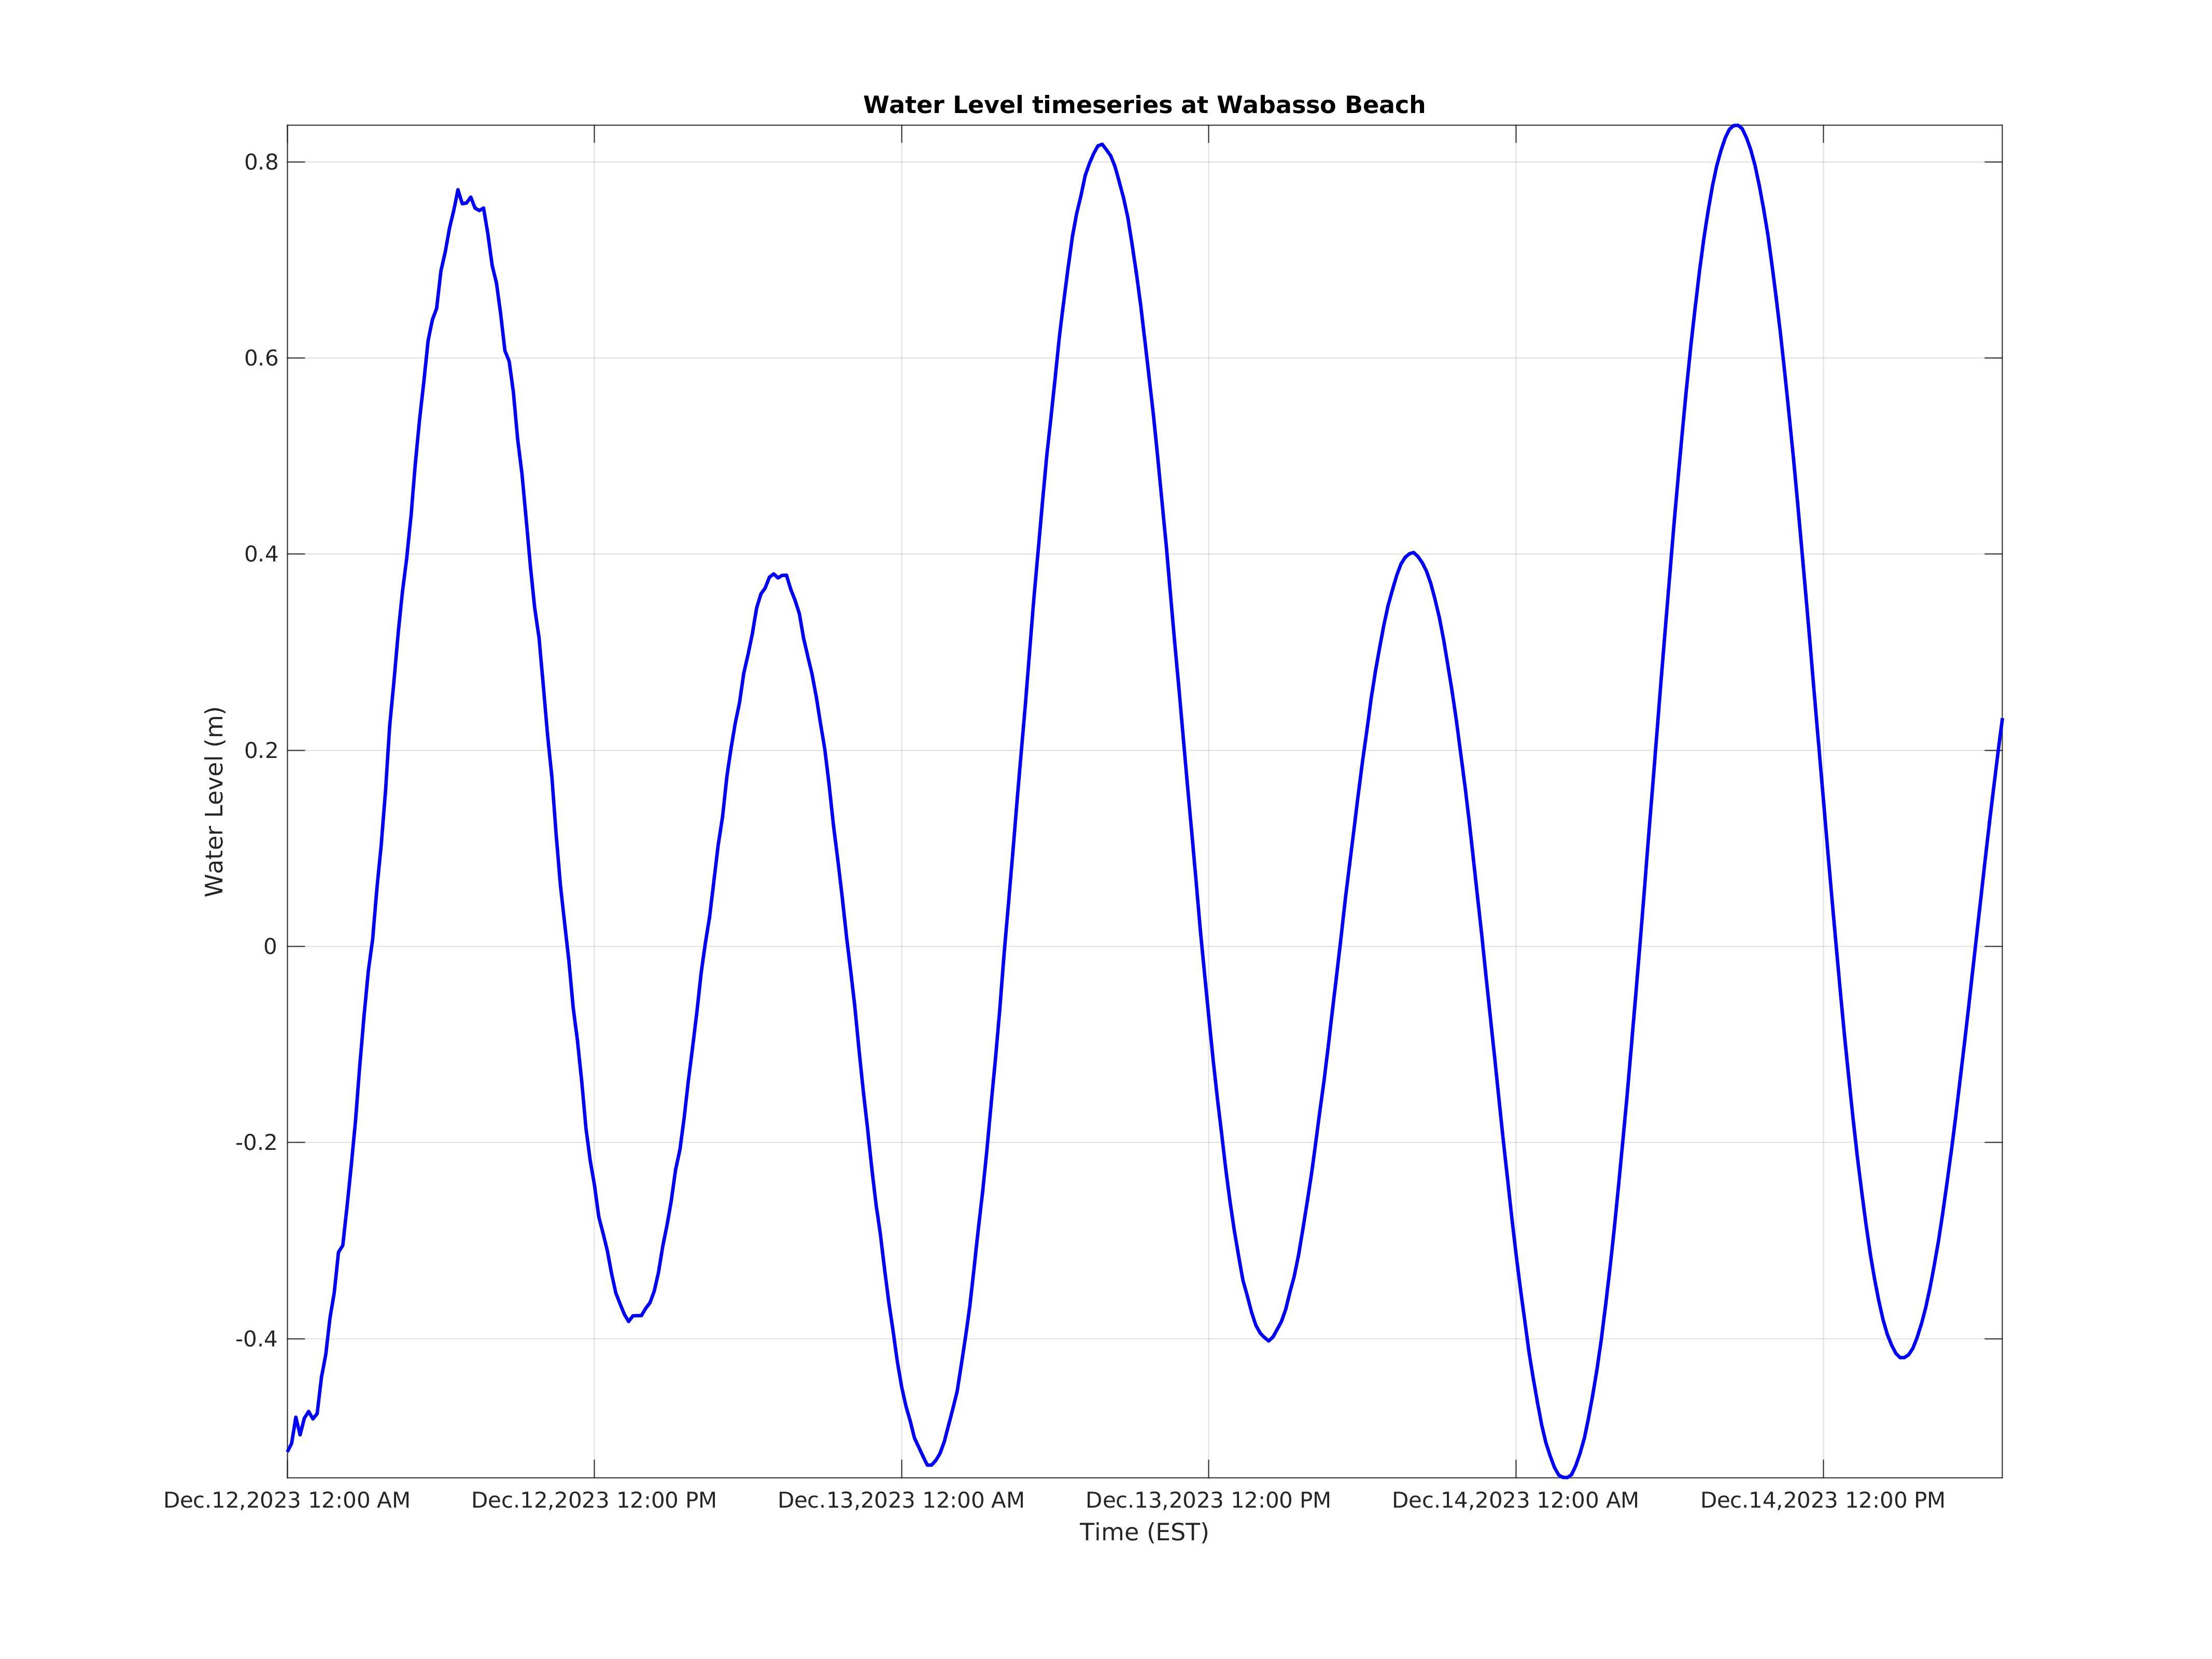 Water Level timeseries at Wabasso Beach
0.8
0.6
0.4
0.2
0
-0.2
-0.4
Water Level (m)
Dec.12,2023 12:00 AM Dec.12,2023 12:00 PM Dec.13,2023 12:00 AM Dec.13,2023 12:00 PM Dec.14,2023 12:00 AM Dec.14,2023 12:00 PM
Time (EST)